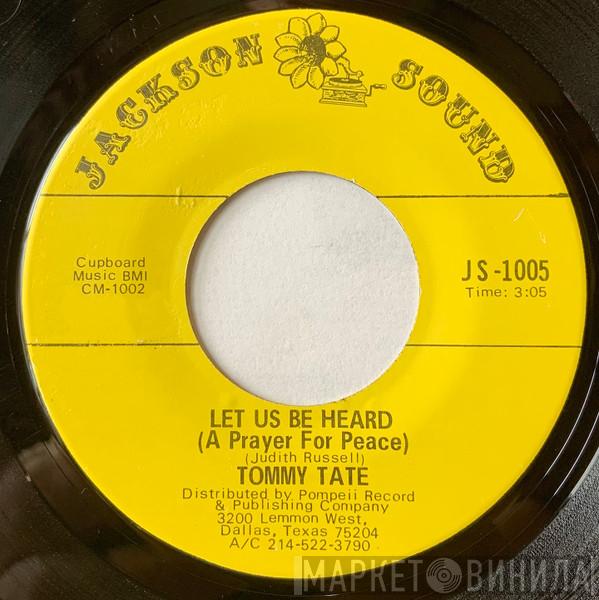 JACKSON SOUND
Cupboard
Music BMI
CM-1002
JS-1005
Time: 3:05
LET US BE HEARD
(A Prayer For Peace)
(Judith Russell)
TOMMY TATE
Distributed by Pompeii Record
& Publishing Company
3200 Lemmon West,
Dallas, Texas 75204
A/C 214-522-3790
МАРКЕТ ВИНИЛА